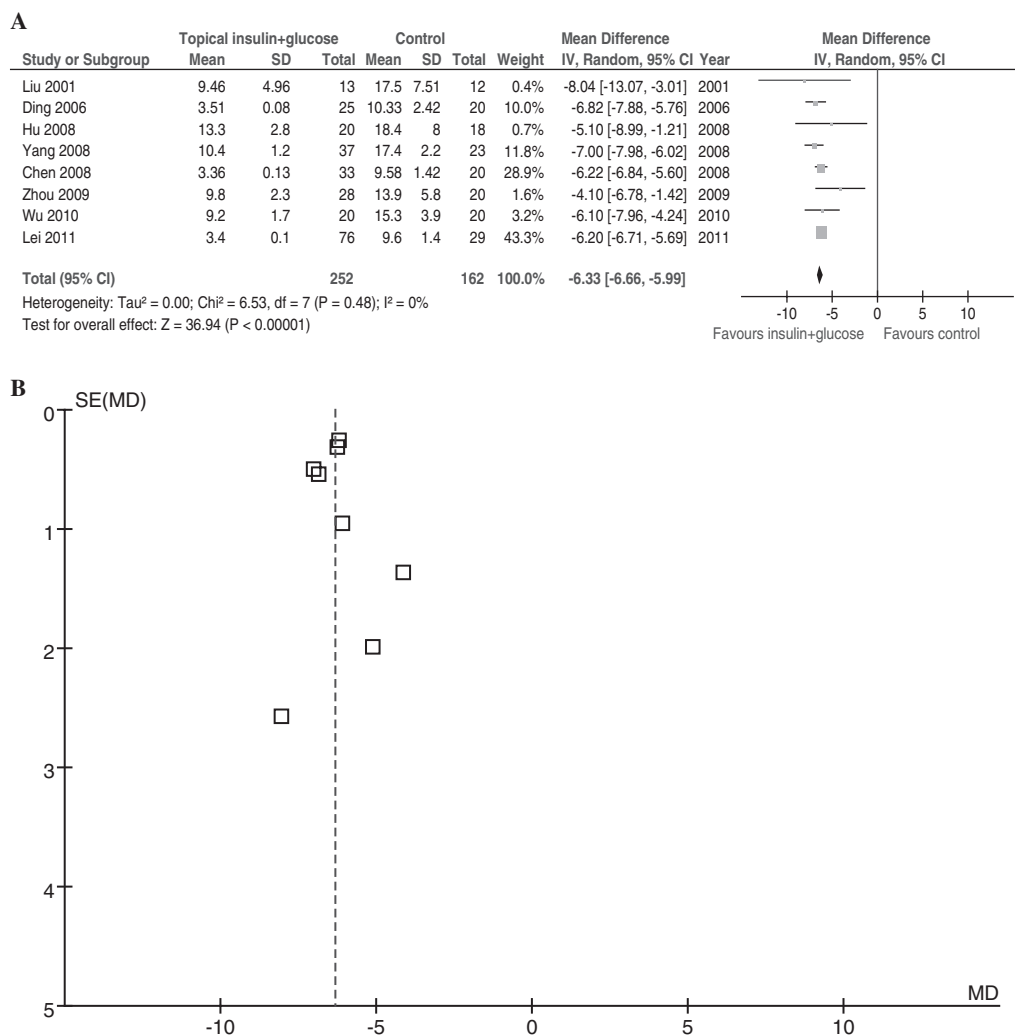 A
Topical insulin+glucose Control Mean Difference Mean Difference
Study or Subgroup Mean SD Total Mean SD Total Weight IV, Random, 95% CI Year IV, Random, 95% CI
Liu 2001 9.46 4.96 13 17.5 7.51 12 0.4% -8.04 [-13.07, -3.01] 2001
Ding 2006 3.51 0.08 25 10.33 2.42 20 10.0% -6.82 [-7.88, -5.76] 2006
Hu 2008 13.3 2.8 20 18.4 8 18 0.7% -5.10 [-8.99, -1.21] 2008
Yang 2008 10.4 1.2 37 17.4 2.2 23 11.8% -7.00 [-7.98, -6.02] 2008
Chen 2008 3.36 0.13 33 9.58 1.42 20 28.9% -6.22 [-6.84, -5.60] 2008
Zhou 2009 9.8 2.3 28 13.9 5.8 20 1.6% -4.10 [-6.78, -1.42] 2009
Wu 2010 9.2 1.7 20 15.3 3.9 20 3.2% -6.10 [-7.96, -4.24] 2010
Lei 2011 3.4 0.1 76 9.6 1.4 29 43.3% -6.20 [-6.71, -5.69] 2011
Total (95% CI) 252 162 100.0% -6.33 [-6.66, -5.99]
Heterogeneity: Tau² = 0.00; Chi² = 6.53, df = 7 (P = 0.48); I² = 0%
Test for overall effect: Z = 36.94 (P < 0.00001)
-10 -5 0 5 10
Favours insulin+glucose Favours control
B
SE(MD)
0
1
2
3
4
5
MD
-10 -5 0 5 10